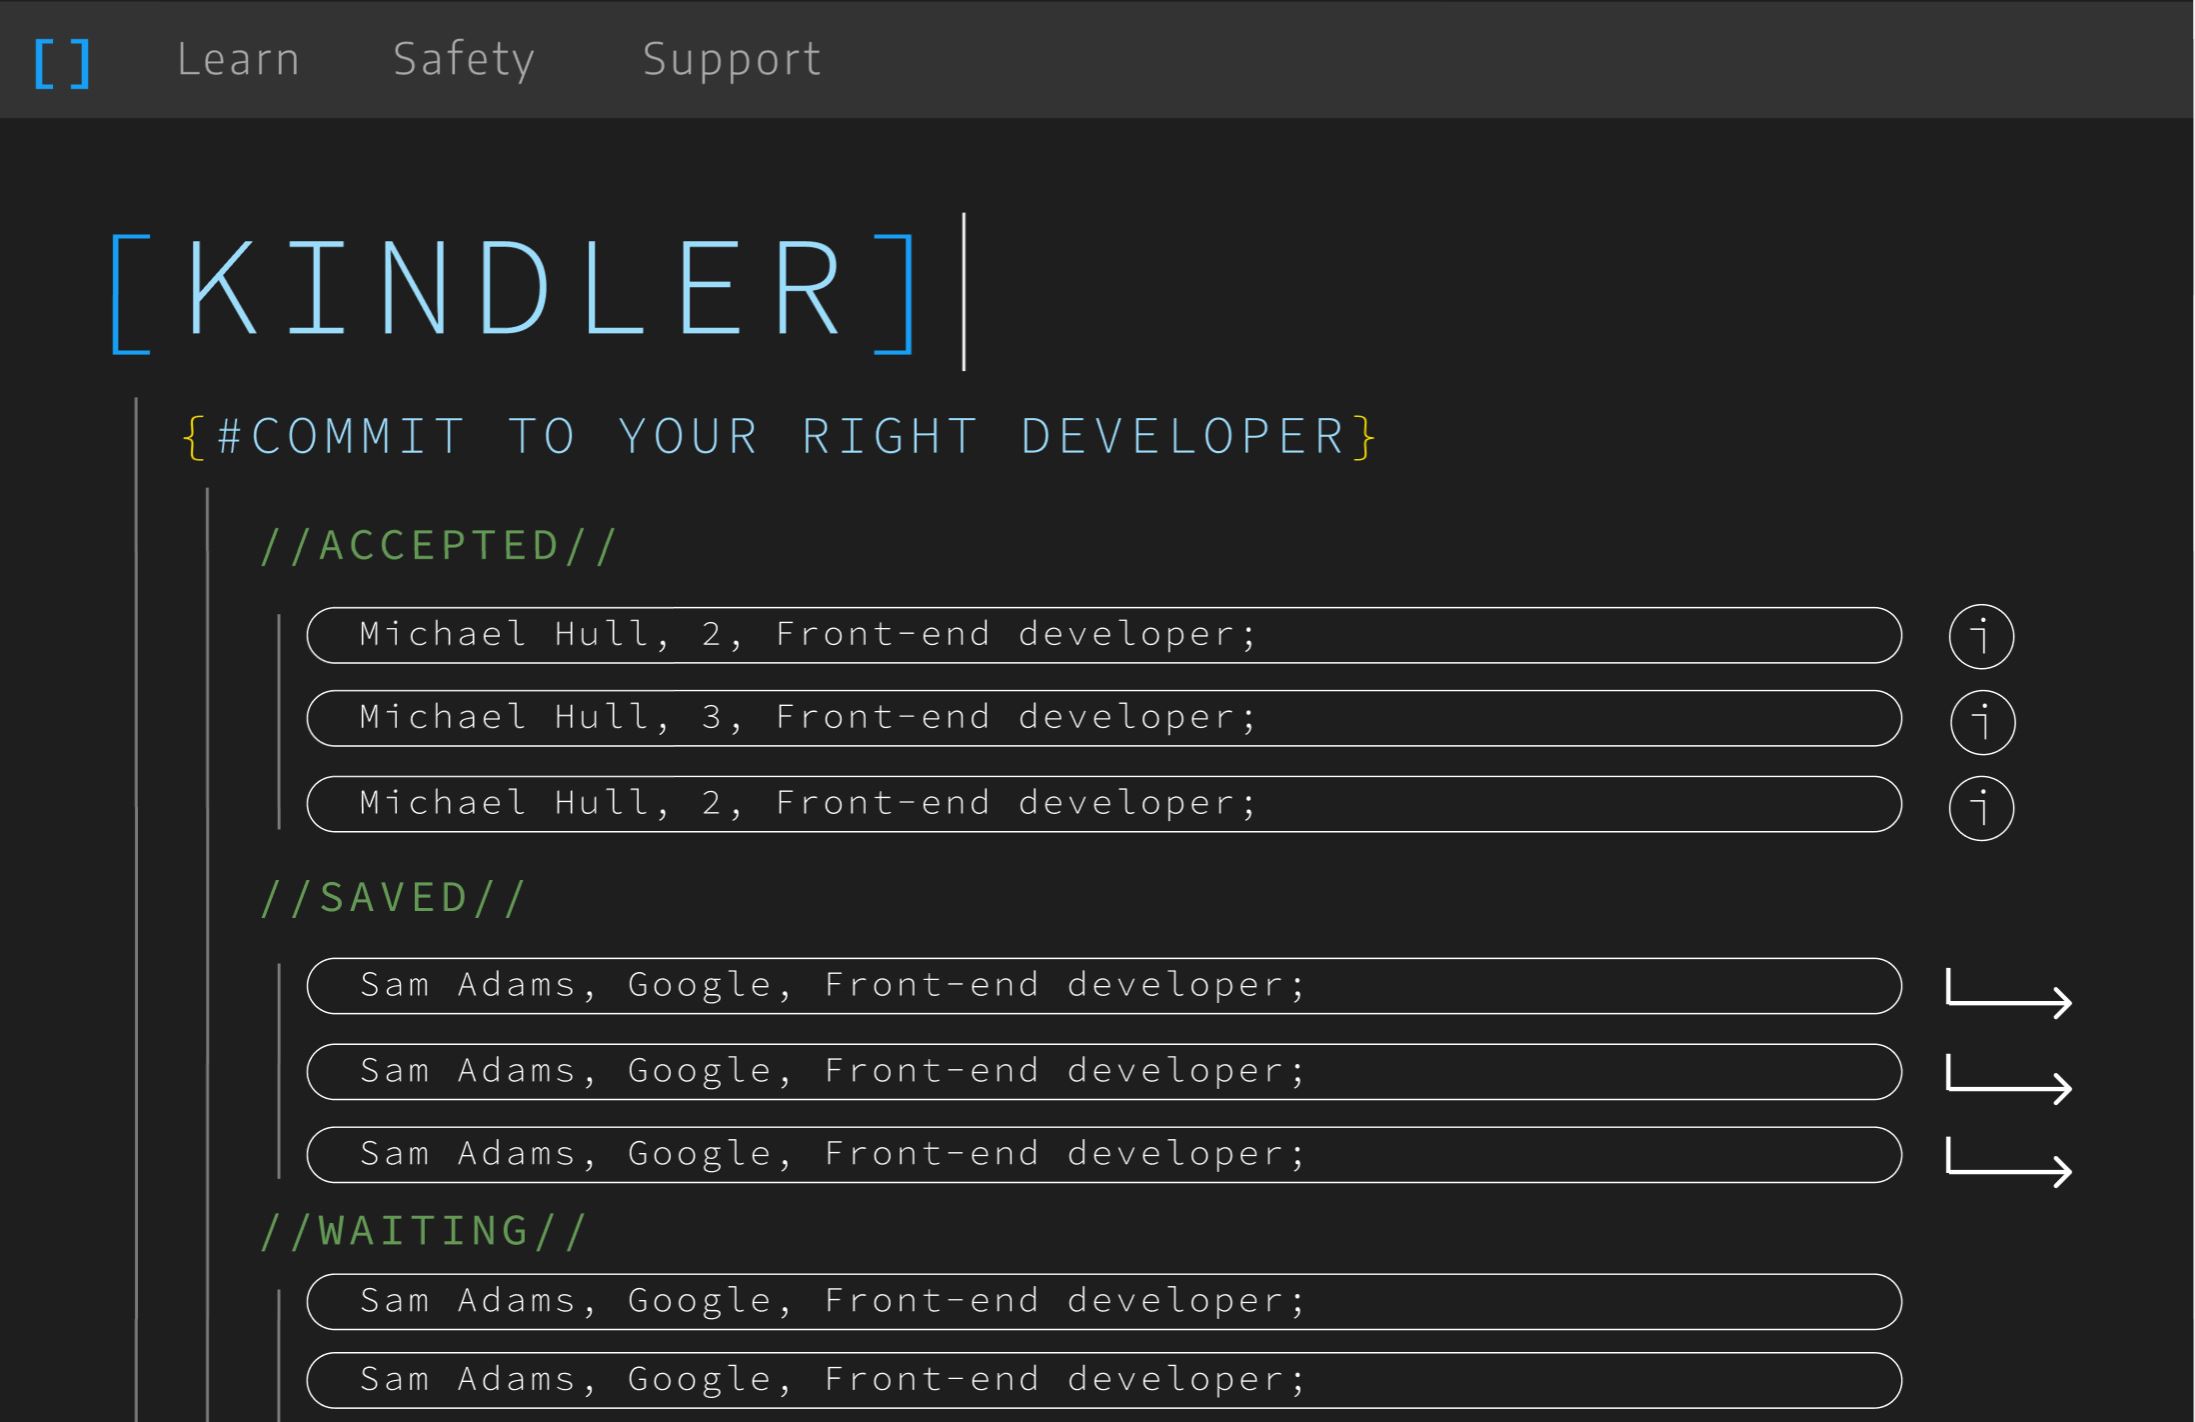 [] Learn Safety Support
[KINDLER]
{#COMMIT TO YOUR RIGHT DEVELOPER}
//ACCEPTED//
Michael Hull, 2, Front-end developer; i
Michael Hull, 3, Front-end developer; i
Michael Hull, 2, Front-end developer; i
//SAVED//
Sam Adams, Google, Front-end developer;
Sam Adams, Google, Front-end developer;
Sam Adams, Google, Front-end developer;
//WAITING//
Sam Adams, Google, Front-end developer;
Sam Adams, Google, Front-end developer;